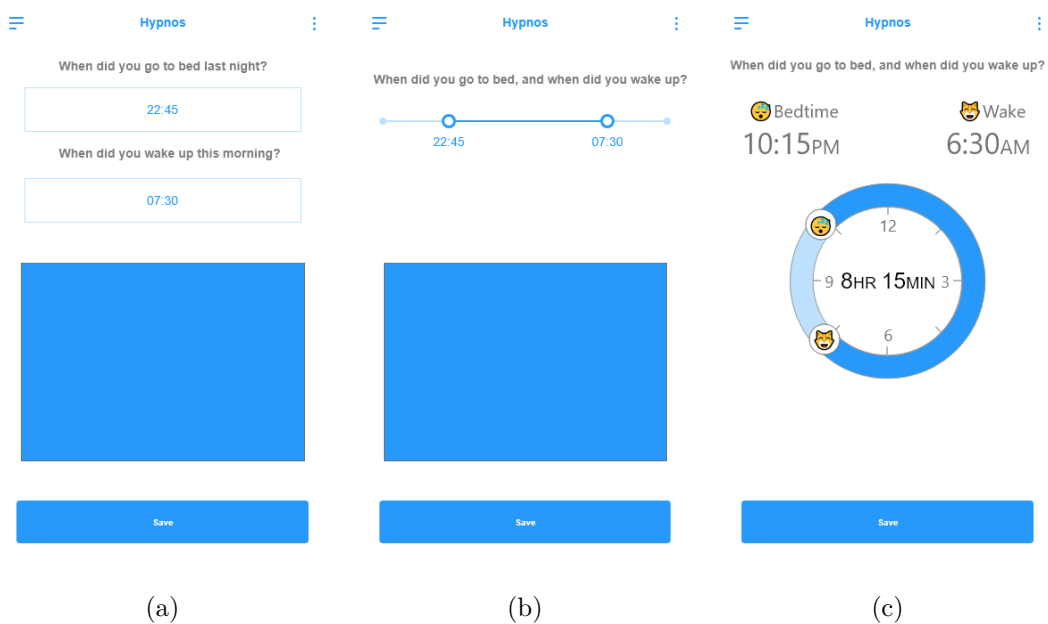 Hypnos
When did you go to bed last night?
22:45
When did you wake up this morning?
07:30
Save
(a)
Hypnos
When did you go to bed, and when did you wake up?
22:45 07:30
Save
(b)
Hypnos
When did you go to bed, and when did you wake up?
Bedtime Wake
10:15PM 6:30AM
12
9 8HR 15MIN 3
6
Save
(c)